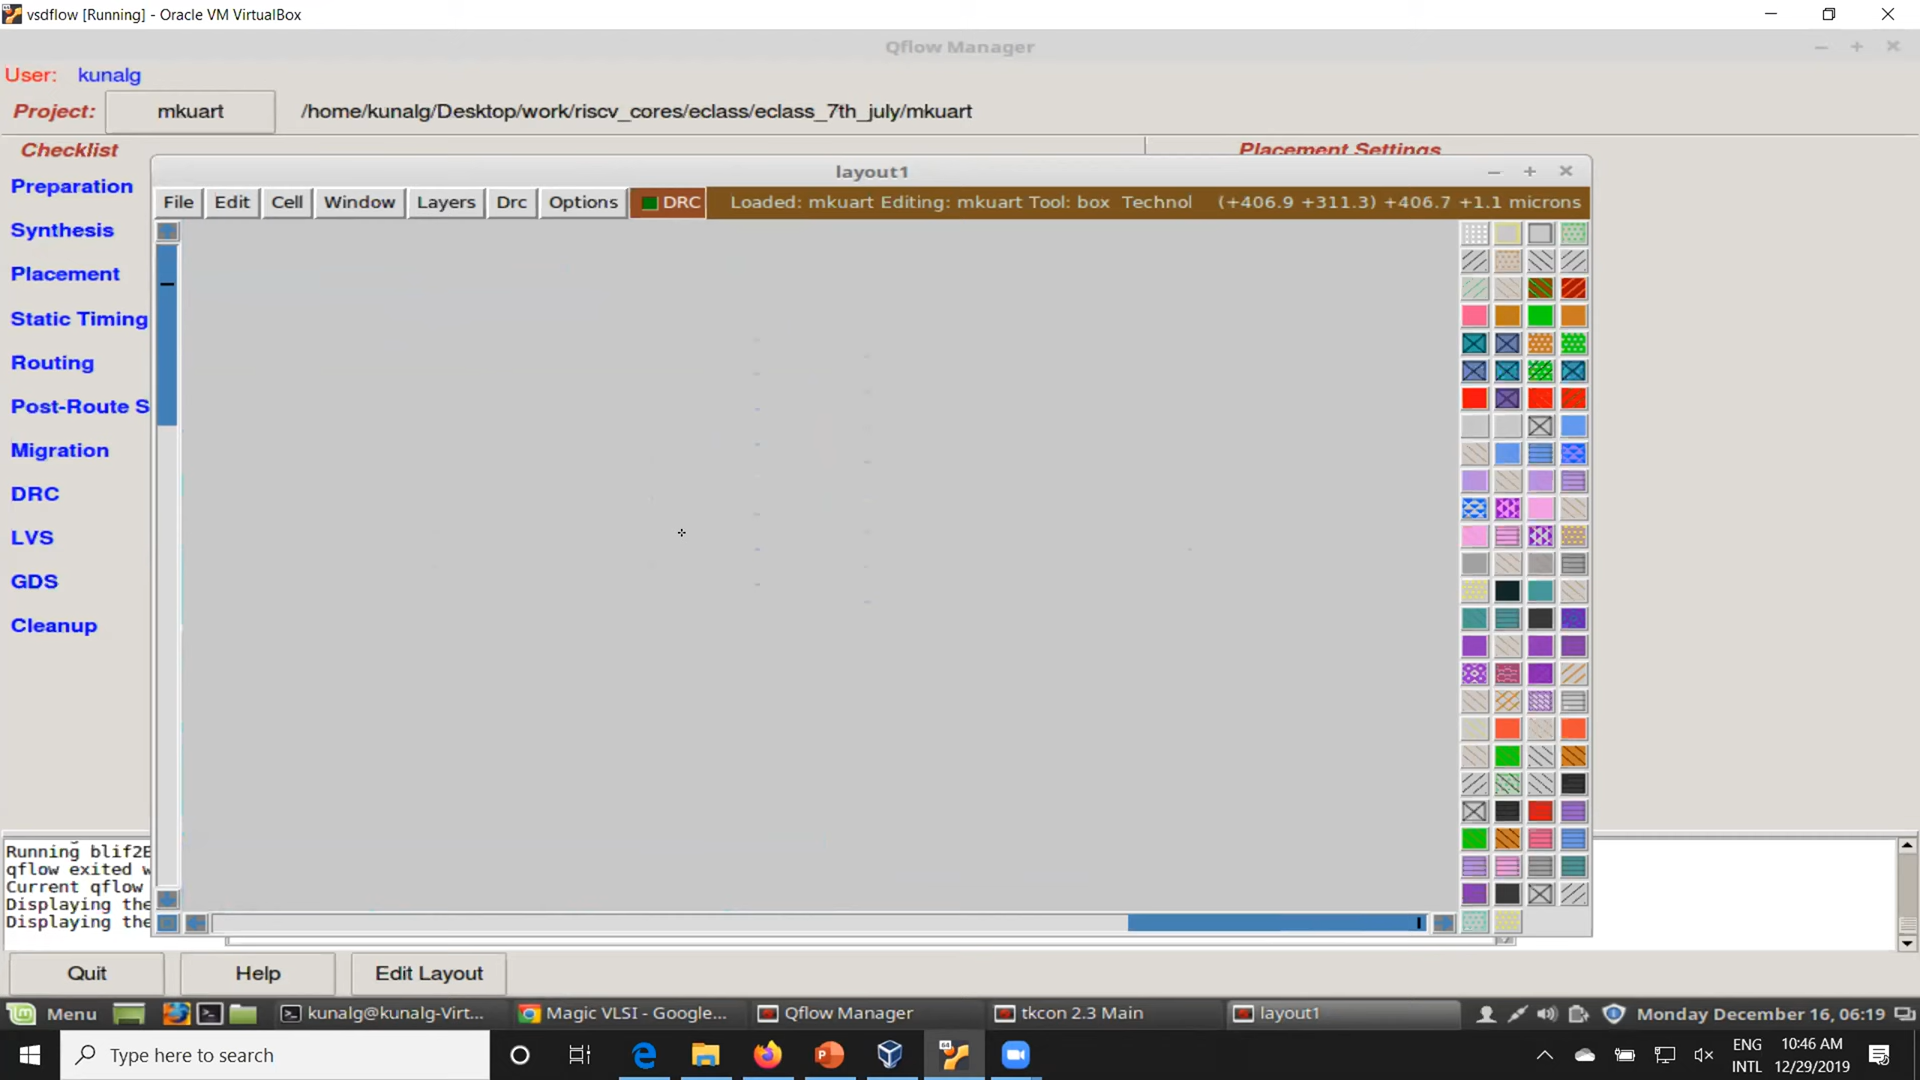 vsdflow [Running] - Oracle VM VirtualBox
Qflow Manager
User: kunalg
Project: mkuart /home/kunalg/Desktop/work/riscv_cores/eclass/eclass_7th_july/mkuart
Checklist Placement Settings
layout1
Preparation
File Edit Cell Window Layers Drc Options DRC Loaded: mkuart Editing: mkuart Tool: box Technol (+406.9 +311.3) +406.7 +1.1 microns
Synthesis
Placement
Static Timing
Routing
Post-Route S
Migration
DRC
LVS
GDS
Cleanup
Running blif2
qflow exited w
Current qflow
Displaying the
Displaying the
Quit Help Edit Layout
Menu kunalg@kunalg-Virt... Magic VLSI - Google... Qflow Manager tkcon 2.3 Main layout1 Monday December 16, 06:19
Type here to search 64 ENG 10:46 AM
INTL 12/29/2019